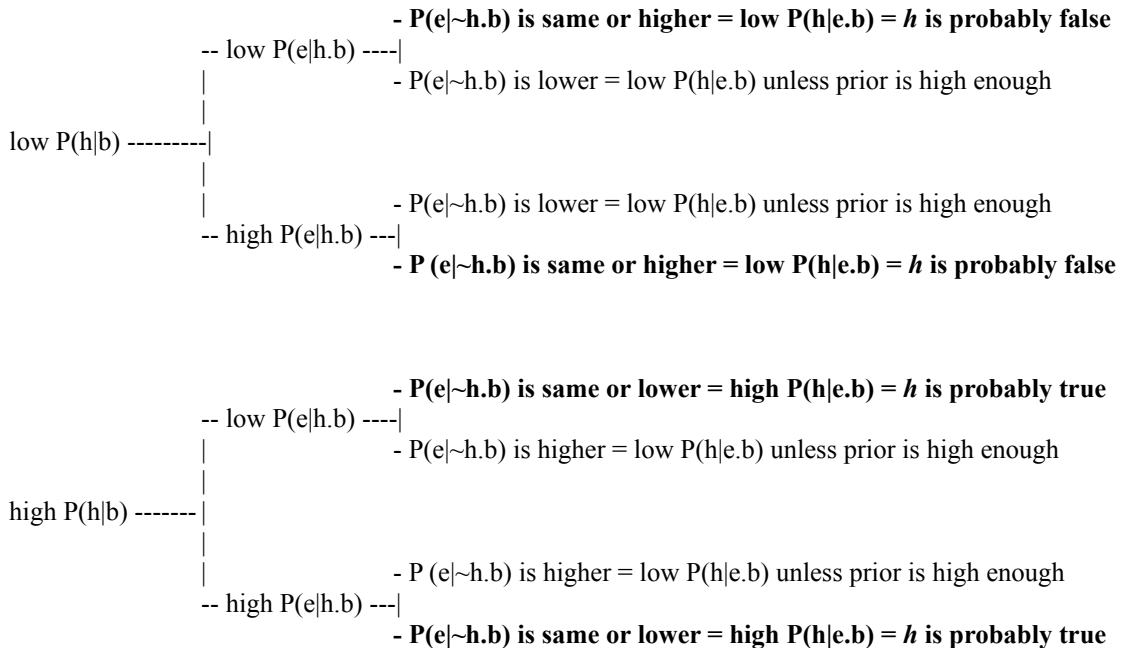 - P(e|~h.b) is same or higher = low P(h|e.b) = h is probably false
-- low P(e|h.b) ----|
- P(e|~h.b) is lower = low P(h|e.b) unless prior is high enough
low P(h|b) ---------|
- P(e|~h.b) is lower = low P(h|e.b) unless prior is high enough
-- high P(e|h.b) ---|
- P (e|~h.b) is same or higher = low P(h|e.b) = h is probably false
- P(e|~h.b) is same or lower = high P(h|e.b) = h is probably true
-- low P(e|h.b) ----|
- P(e|~h.b) is higher = low P(h|e.b) unless prior is high enough
high P(h|b) ------- |
- P (e|~h.b) is higher = low P(h|e.b) unless prior is high enough
-- high P(e|h.b) ---|
- P(e|~h.b) is same or lower = high P(h|e.b) = h is probably true